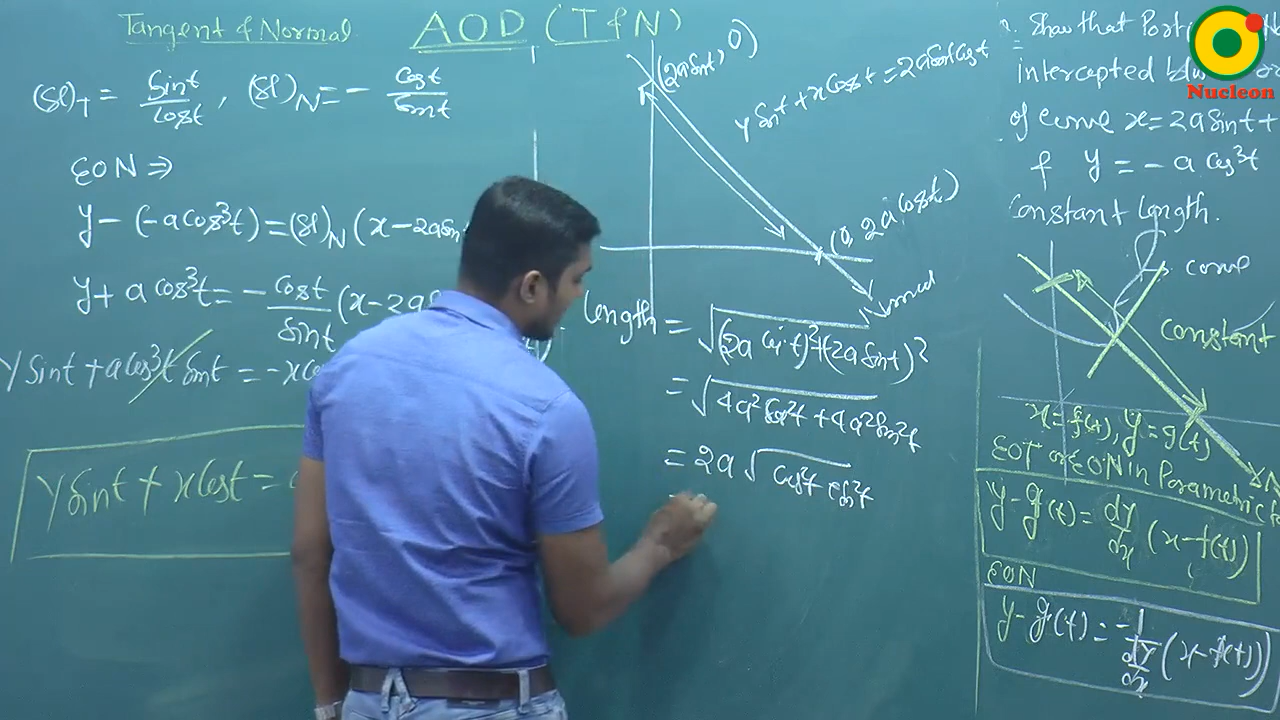 Tangent & Normal
AOD (T & N)
(Sl)T = Sint/Cost , (Sl)N = - Cost/Sint
EON ⇒
y - (-a cos³t) = (Sl)N (x - 2a sin
y + a cos³t = - Cost/Sint (x - 2a
y Sint + a cos³t Sint = -x
y Sint + x Cost =
(2a Sint, 0)
y Sint + x Cost = 2a Sint Cost
(0, 2a Cost)
Normal
Length = √(2a Cost)² + (2a Sint)²
= √4a² Cos²t + 4a² Sin²t
= 2a √Cos²t + Sin²t
Show that
intercepted
of curve x = 2a Sint +
f y = - a Cos³t
Constant Length.
curve
Constant
x = f(t), y = g(t)
EOT or EON in Parametric
y - g(t) = dy/dx (x - f(t))
EON
y - g(t) = -1/(dy/dx) (x - f(t))
Nucleon